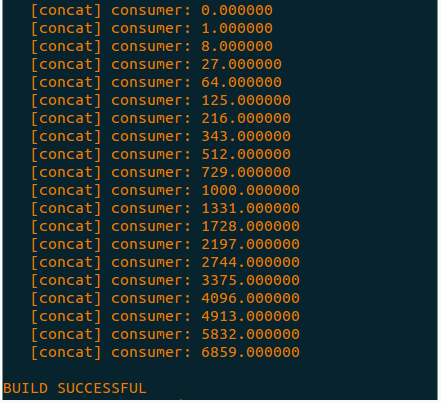 [concat] consumer: 0.000000
[concat] consumer: 1.000000
[concat] consumer: 8.000000
[concat] consumer: 27.000000
[concat] consumer: 64.000000
[concat] consumer: 125.000000
[concat] consumer: 216.000000
[concat] consumer: 343.000000
[concat] consumer: 512.000000
[concat] consumer: 729.000000
[concat] consumer: 1000.000000
[concat] consumer: 1331.000000
[concat] consumer: 1728.000000
[concat] consumer: 2197.000000
[concat] consumer: 2744.000000
[concat] consumer: 3375.000000
[concat] consumer: 4096.000000
[concat] consumer: 4913.000000
[concat] consumer: 5832.000000
[concat] consumer: 6859.000000
BUILD SUCCESSFUL